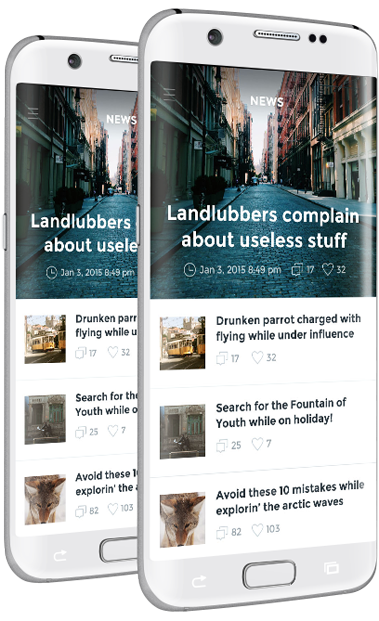 NEWS
Landlubbers
about usele
Jan 3, 2015 8:49 pm
Drunken parr
flying while u
17 32
Search for the
Youth while o
25 7
Avoid these 10
explorin' the a
82 103
NEWS
Landlubbers complain
about useless stuff
Jan 3, 2015 8:49 pm 17 32
Drunken parrot charged with
flying while under influence
17 32
Search for the Fountain of
Youth while on holiday!
25 7
Avoid these 10 mistakes while
explorin' the arctic waves
82 103